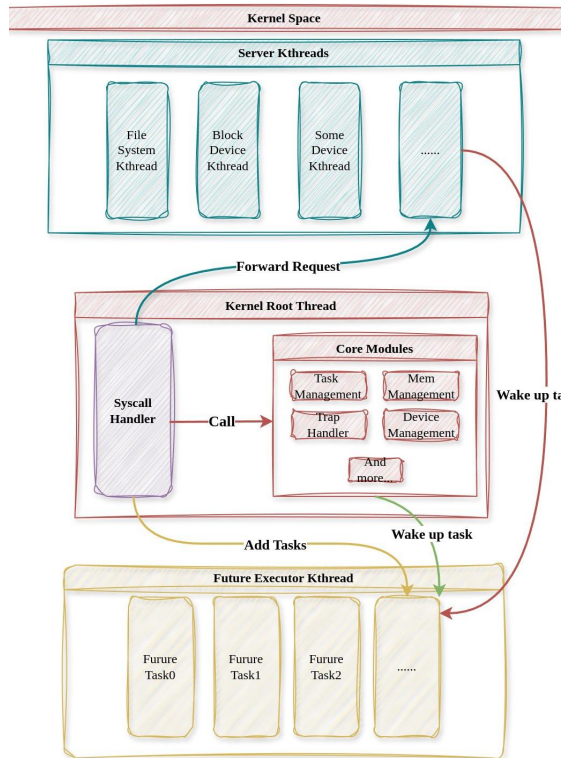 Kernel Space
Server Kthreads
File
System
Kthread
Block
Device
Kthread
Some
Device
Kthread
......
Forward Request
Kernel Root Thread
Syscall
Handler
Call
Core Modules
Task
Management
Mem
Management
Trap
Handler
Device
Management
And
more...
Wake up ta
Wake up task
Add Tasks
Future Executor Kthread
Furure
Task0
Furure
Task1
Furure
Task2
......